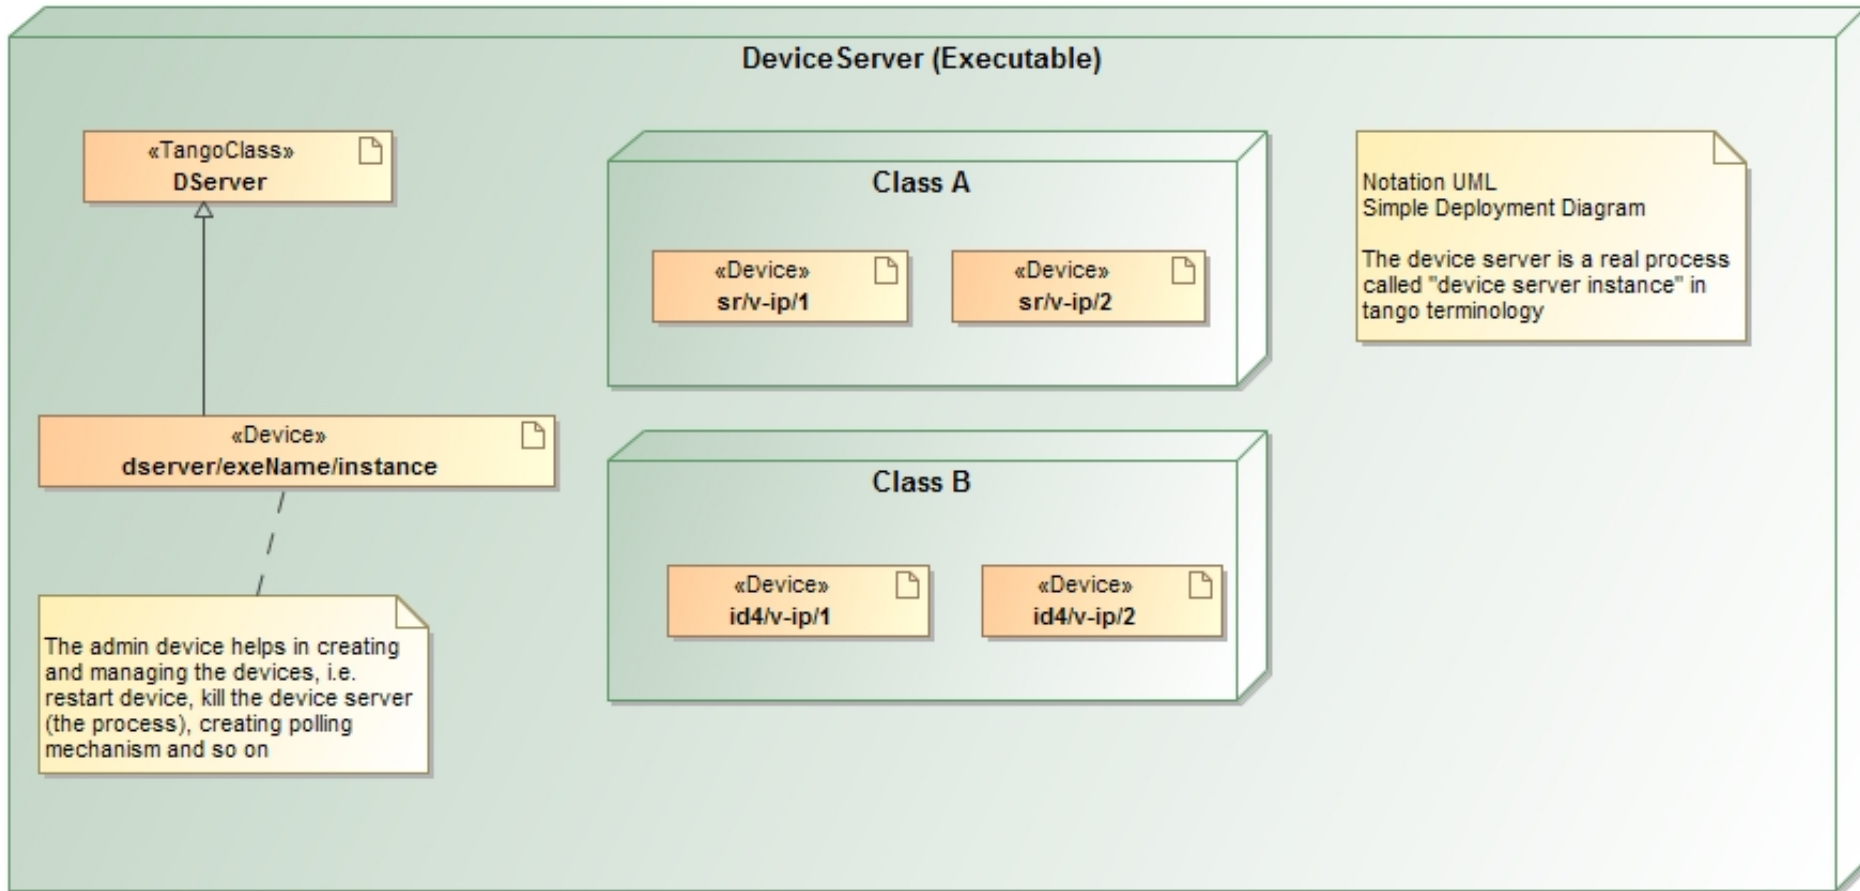 DeviceServer (Executable)
«TangoClass»
DServer
«Device»
dserver/exeName/instance
The admin device helps in creating
and managing the devices, i.e.
restart device, kill the device server
(the process), creating polling
mechanism and so on
Class A
«Device»
sr/v-ip/1
«Device»
sr/v-ip/2
Class B
«Device»
id4/v-ip/1
«Device»
id4/v-ip/2
Notation UML
Simple Deployment Diagram
The device server is a real process
called "device server instance" in
tango terminology